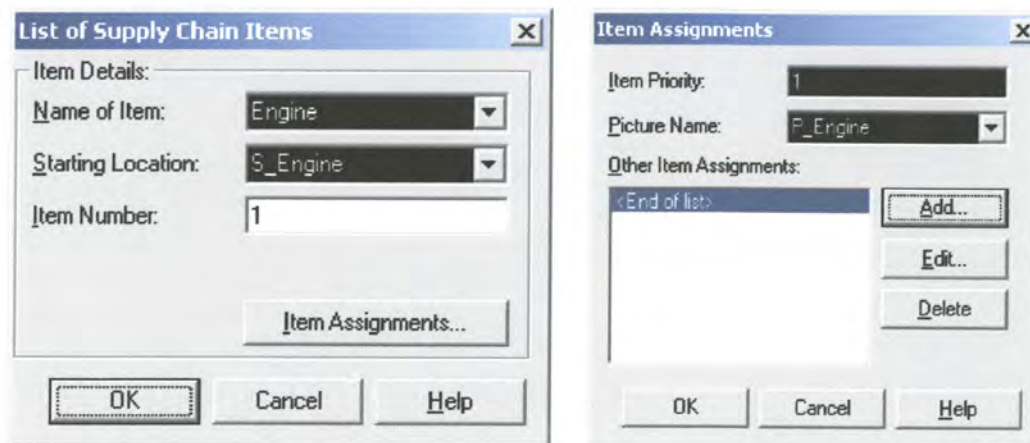 List of Supply Chain Items
Item Details:
Name of Item: Engine
Starting Location: S_Engine
Item Number: 1
Item Assignments...
OK Cancel Help
Item Assignments
Item Priority: 1
Picture Name: P_Engine
Other Item Assignments:
<End of list>
Add...
Edit...
Delete
OK Cancel Help